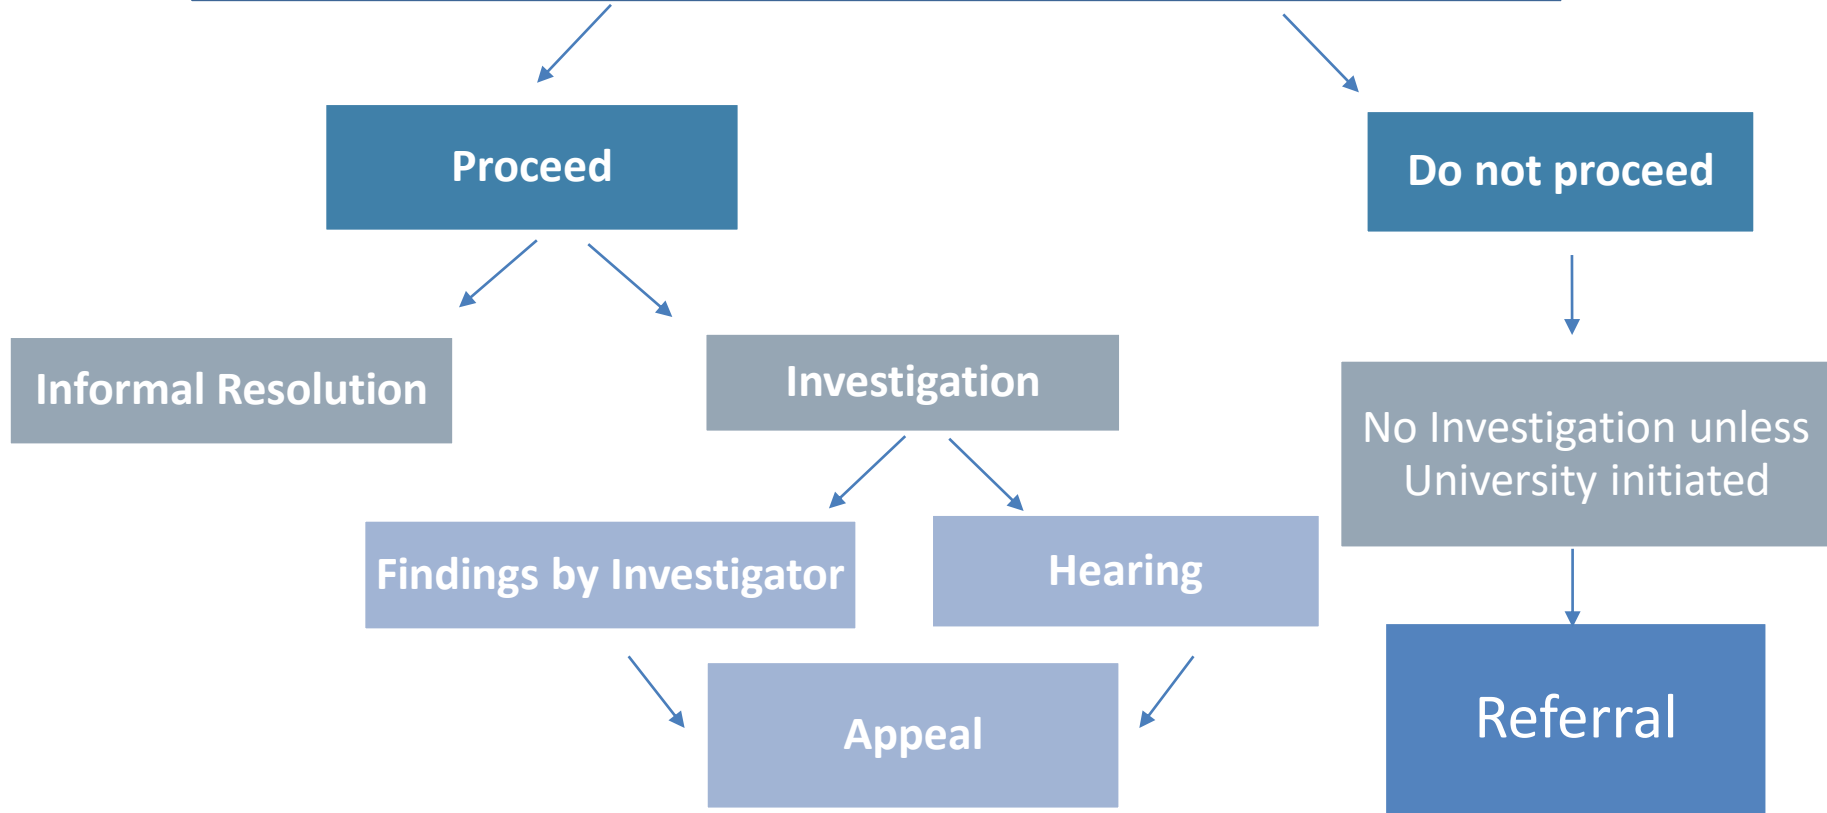 Proceed
Do not proceed
Informal Resolution
Investigation
No Investigation unless
University initiated
Findings by Investigator
Hearing
Appeal
Referral